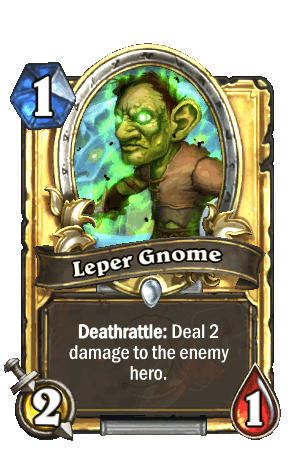 1
Leper Gnome
Deathrattle: Deal 2
damage to the enemy
hero.
2
1